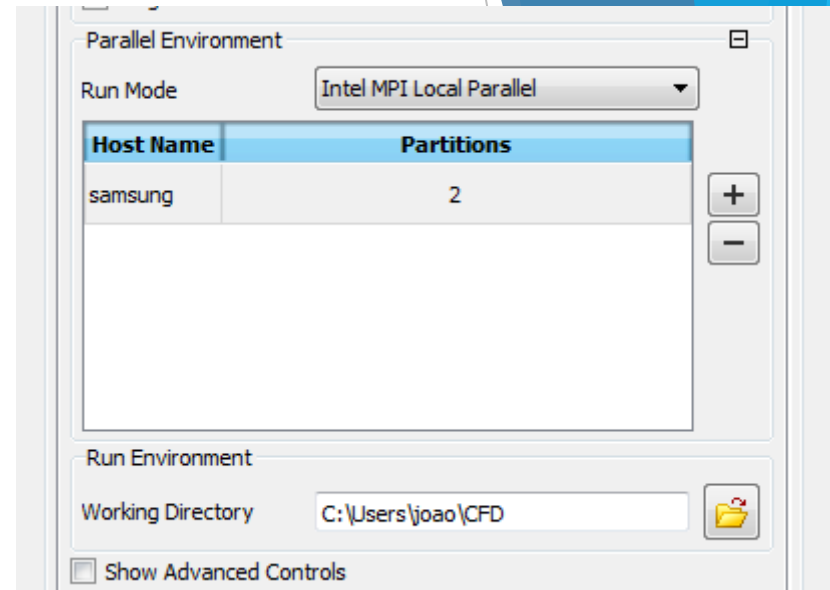 Parallel Environment
Run Mode Intel MPI Local Parallel
Host Name Partitions
samsung 2
+
−
Run Environment
Working Directory C:\Users\joao\CFD
Show Advanced Controls